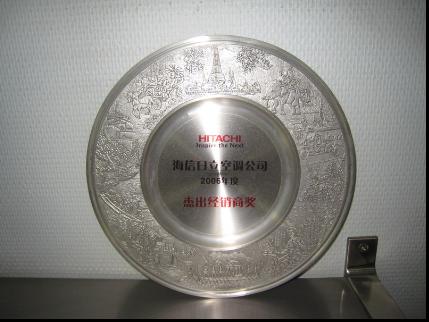 HITACHI
Inspire the Next
海信日立空调公司
2006年度
杰出经销商奖